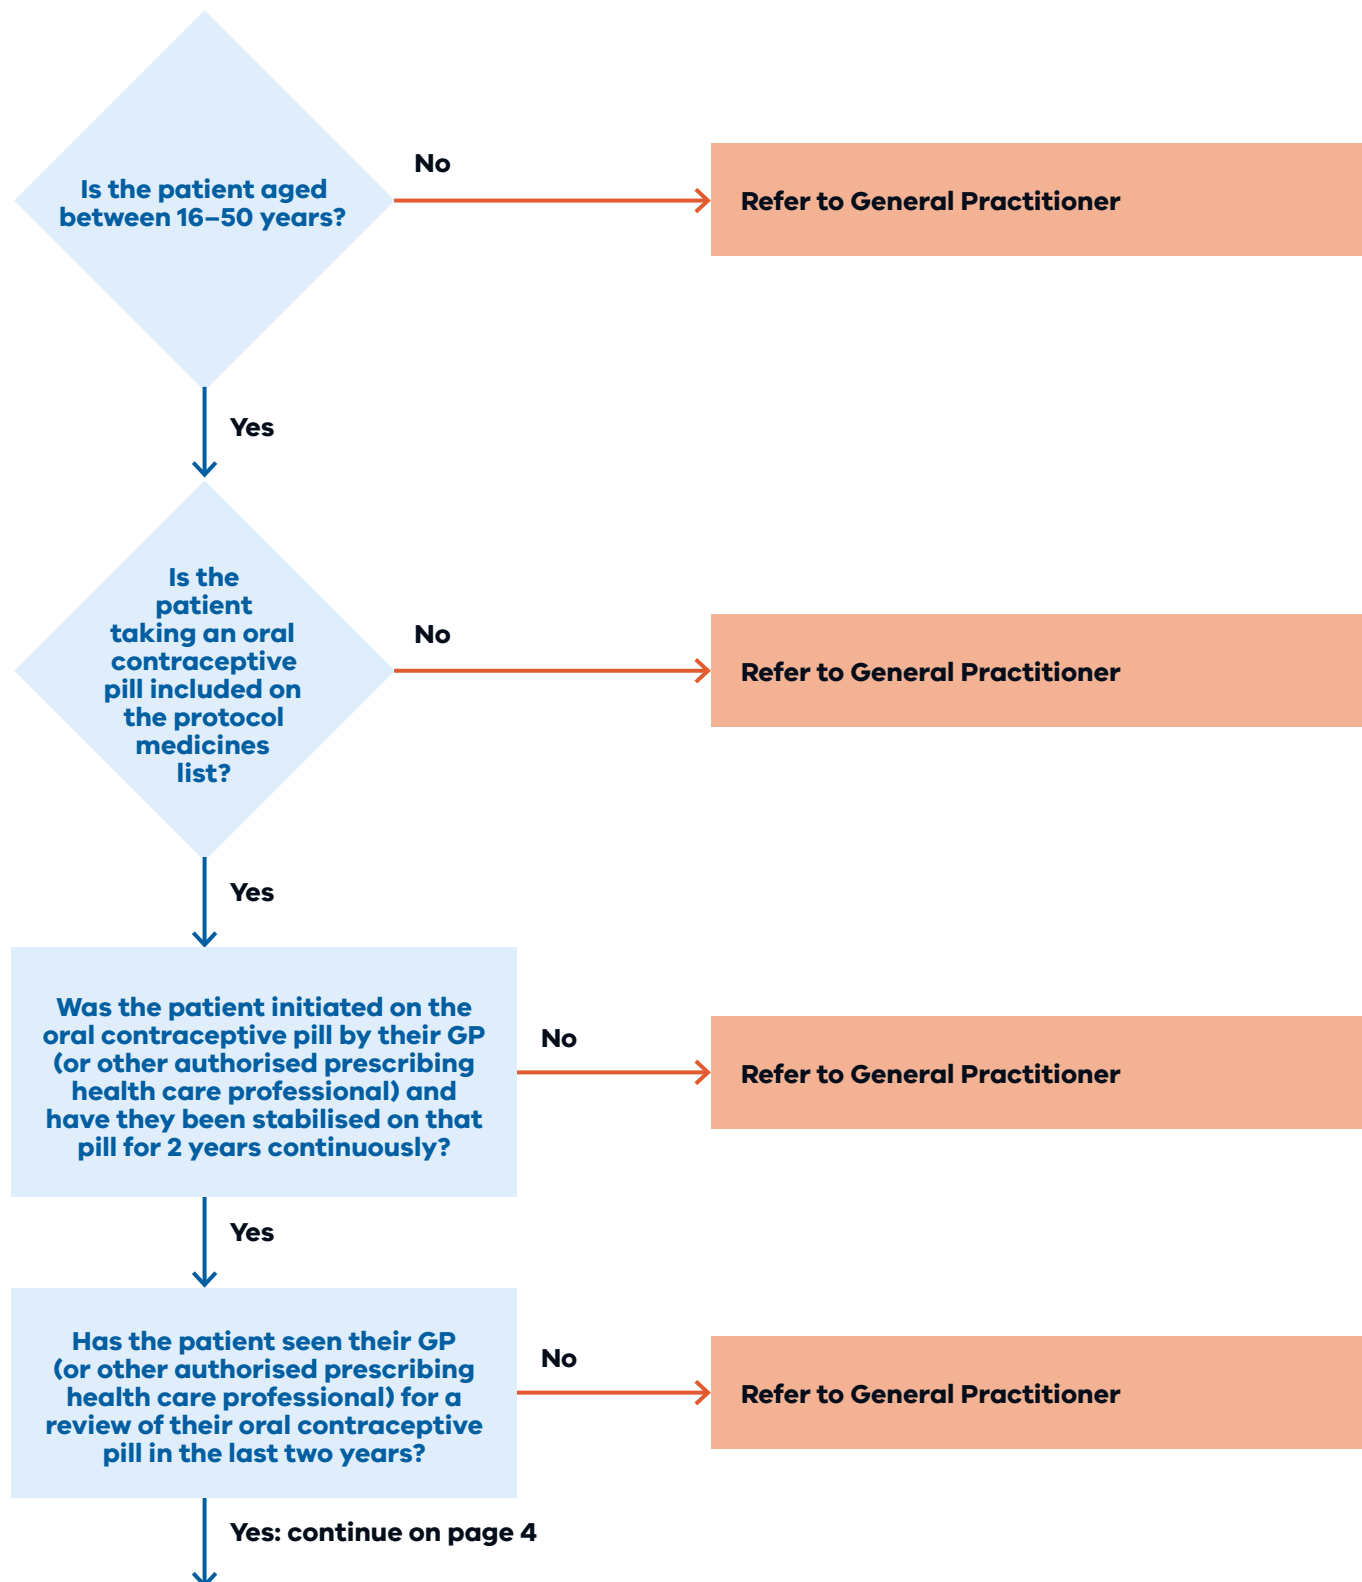 Is the patient aged
between 16–50 years?
No
Refer to General Practitioner
Yes
Is the
patient
taking an oral
contraceptive
pill included on
the protocol
medicines
list?
No
Refer to General Practitioner
Yes
Was the patient initiated on the
oral contraceptive pill by their GP
(or other authorised prescribing
health care professional) and
have they been stabilised on that
pill for 2 years continuously?
No
Refer to General Practitioner
Yes
Has the patient seen their GP
(or other authorised prescribing
health care professional) for a
review of their oral contraceptive
pill in the last two years?
No
Refer to General Practitioner
Yes: continue on page 4